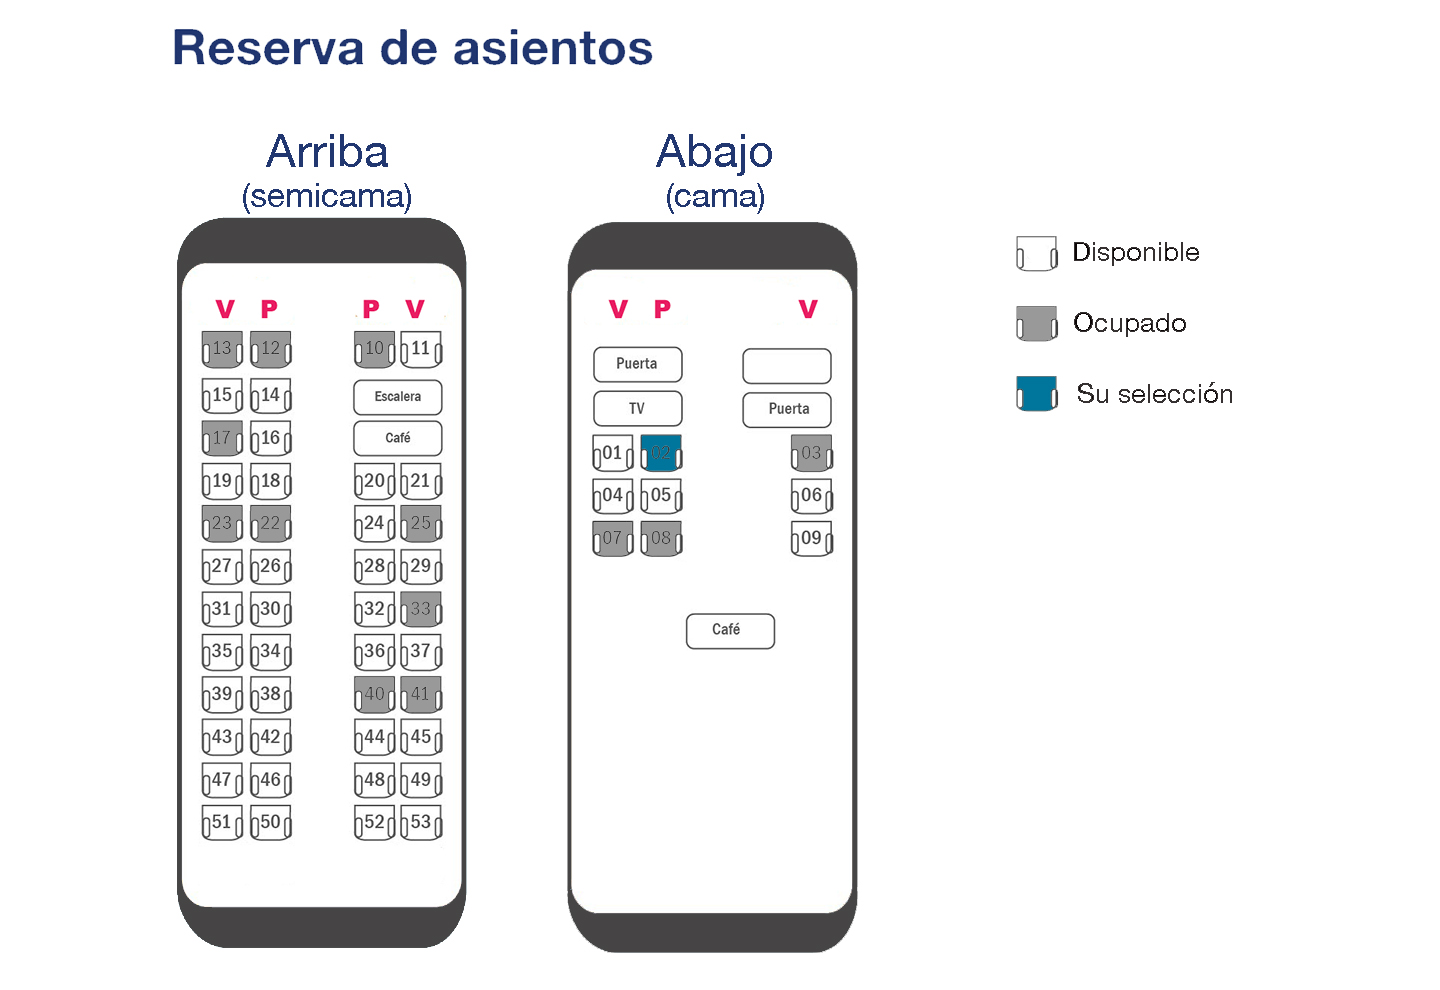 Reserva de asientos
Arriba
(semicama)
V P P V
13 12 10 11
15 14 Escalera
17 16 Café
19 18 20 21
23 22 24 25
27 26 28 29
31 30 32 33
35 34 36 37
39 38 40 41
43 42 44 45
47 46 48 49
51 50 52 53
Abajo
(cama)
V P V
Puerta
TV Puerta
01 02 03
04 05 06
07 08 09
Café
Disponible
Ocupado
Su selección